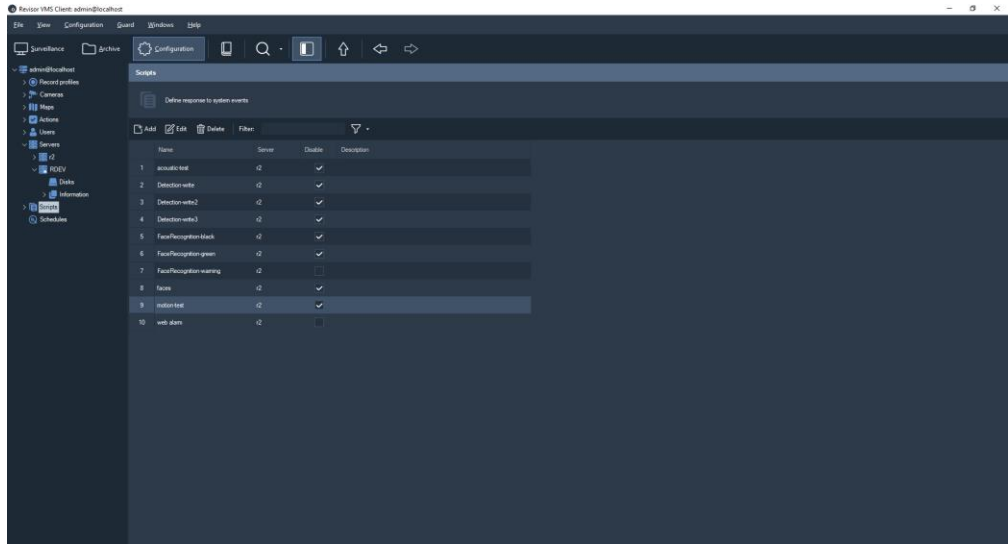 Revisor VMS Client: admin@localhost
File View Configuration Guard Windows Help
Surveillance Archive Configuration
admin@localhost
Record profiles
Cameras
Maps
Actions
Users
Servers
r2
RDEV
Disks
Information
Scripts
Schedules
Scripts
Define response to system events
Add Edit Delete Filter:
Name Server Disable Description
1 acoustic-test r2
2 Detection-write r2
3 Detection-write2 r2
4 Detection-write3 r2
5 FaceRecognition-black r2
6 FaceRecognition-green r2
7 FaceRecognition-warning r2
8 faces r2
9 motion-test r2
10 web alarm r2